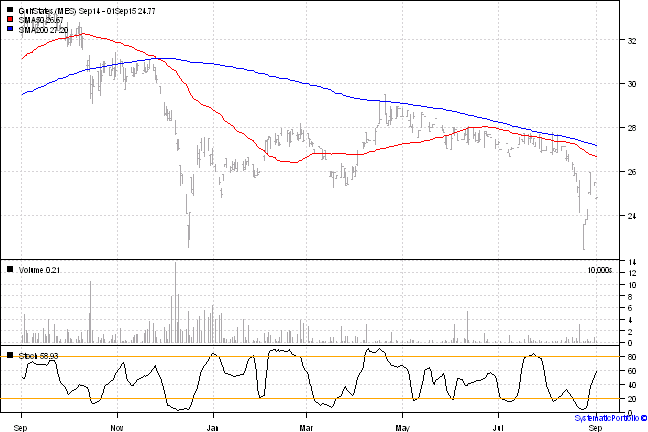 GulfStates (MES) Sep14 - 01Sep15 24.77
SMA50 26.67
SMA200 27.20
32
30
28
26
24
Volume 0.21
10,000s
14
12
10
8
6
4
2
0
Stoch 58.93
80
60
40
20
0
Sep Nov Jan Mar May Jul Sep
SystematicPortfolio ©